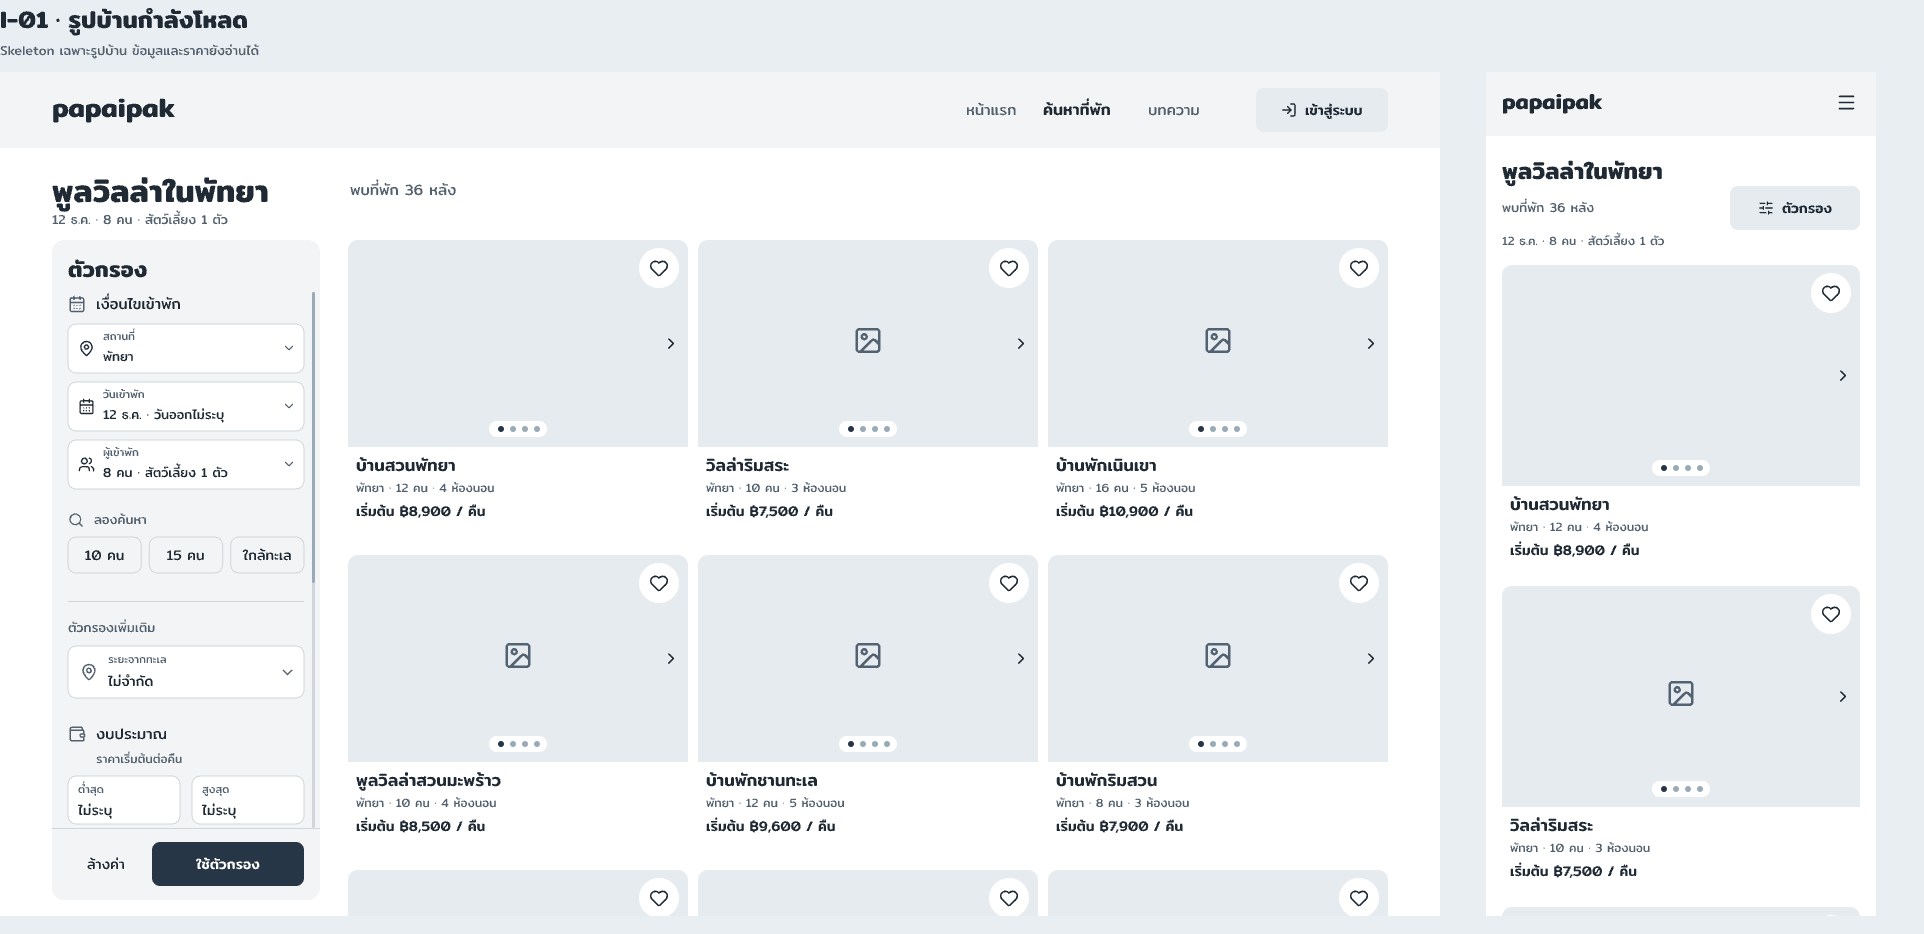 I-01 · รูปบ้านกำลังโหลด
Skeleton เฉพาะรูปบ้าน ข้อมูลและราคายังอ่านได้
papaipak
หน้าแรก ค้นหาที่พัก บทความ เข้าสู่ระบบ
พูลวิลล่าในพัทยา
12 ธ.ค. · 8 คน · สัตว์เลี้ยง 1 ตัว
พบที่พัก 36 หลัง
ตัวกรอง
เงื่อนไขเข้าพัก
สถานที่
พัทยา
วันเข้าพัก
12 ธ.ค. · วันออกไม่ระบุ
ผู้เข้าพัก
8 คน · สัตว์เลี้ยง 1 ตัว
ลองค้นหา
10 คน 15 คน ใกล้ทะเล
ตัวกรองเพิ่มเติม
ระยะจากทะเล
ไม่จำกัด
งบประมาณ
ราคาเริ่มต้นต่อคืน
ต่ำสุด สูงสุด
ไม่ระบุ ไม่ระบุ
ล้างค่า ใช้ตัวกรอง
บ้านสวนพัทยา
พัทยา · 12 คน · 4 ห้องนอน
เริ่มต้น ฿8,900 / คืน
วิลล่าริมสระ
พัทยา · 10 คน · 3 ห้องนอน
เริ่มต้น ฿7,500 / คืน
บ้านพักเนินเขา
พัทยา · 16 คน · 5 ห้องนอน
เริ่มต้น ฿10,900 / คืน
พูลวิลล่าสวนมะพร้าว
พัทยา · 10 คน · 4 ห้องนอน
เริ่มต้น ฿8,500 / คืน
บ้านพักชานทะเล
พัทยา · 12 คน · 5 ห้องนอน
เริ่มต้น ฿9,600 / คืน
บ้านพักริมสวน
พัทยา · 8 คน · 3 ห้องนอน
เริ่มต้น ฿7,900 / คืน
papaipak
พูลวิลล่าในพัทยา
พบที่พัก 36 หลัง
ตัวกรอง
12 ธ.ค. · 8 คน · สัตว์เลี้ยง 1 ตัว
บ้านสวนพัทยา
พัทยา · 12 คน · 4 ห้องนอน
เริ่มต้น ฿8,900 / คืน
วิลล่าริมสระ
พัทยา · 10 คน · 3 ห้องนอน
เริ่มต้น ฿7,500 / คืน